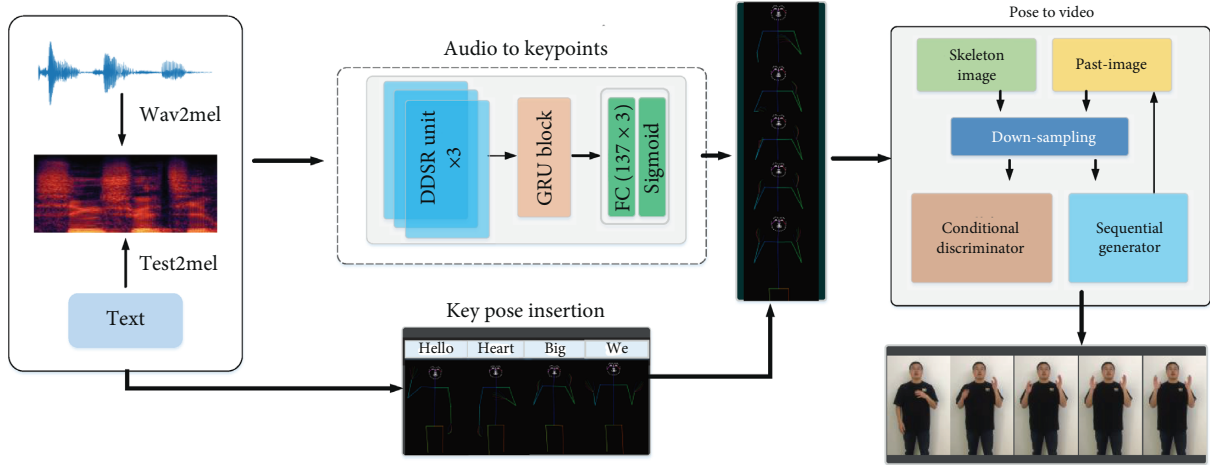 Wav2mel
Test2mel
Text
Audio to keypoints
DDSR unit
×3
GRU block
FC (137 × 3)
Sigmoid
Key pose insertion
Hello
Heart
Big
We
Pose to video
Skeleton
image
Past-image
Down-sampling
Conditional
discriminator
Sequential
generator